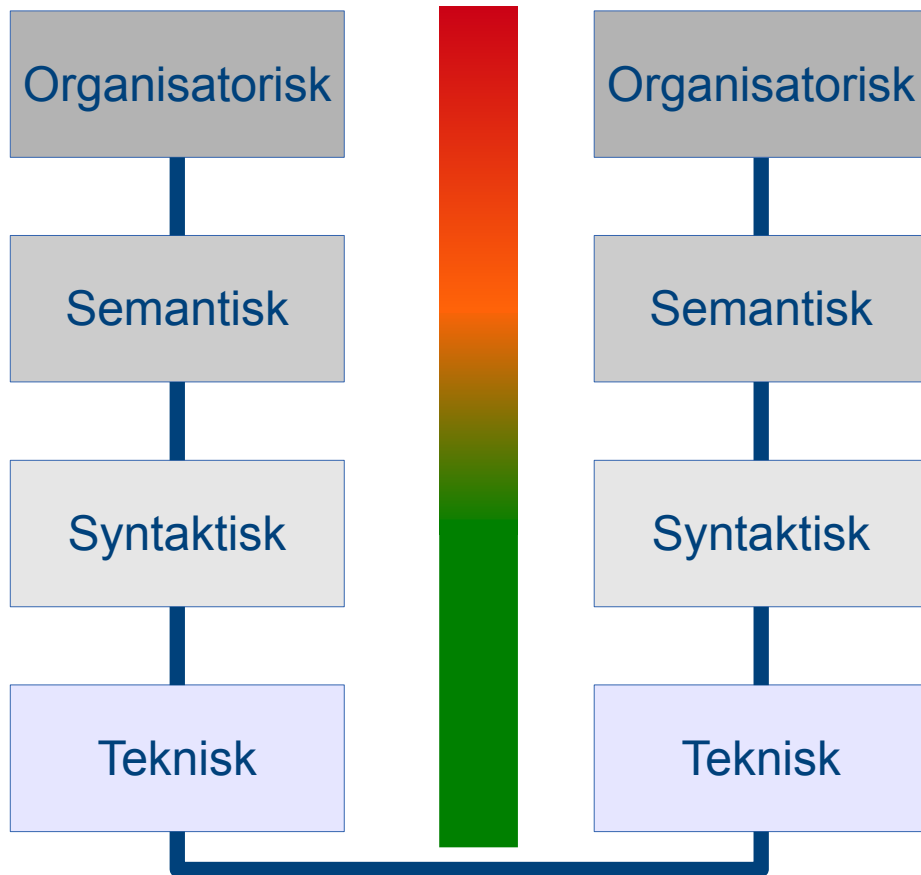 Organisatorisk
Organisatorisk
Semantisk
Semantisk
Syntaktisk
Syntaktisk
Teknisk
Teknisk